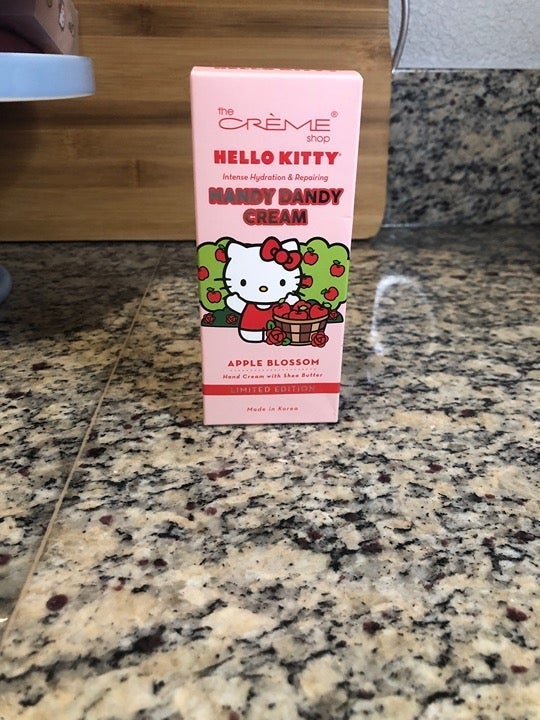 the
CRÈME®
shop
HELLO KITTY®
Intense Hydration & Repairing
HANDY DANDY
CREAM
APPLE BLOSSOM
Hand Cream with Shea Butter
LIMITED EDITION
Made in Korea